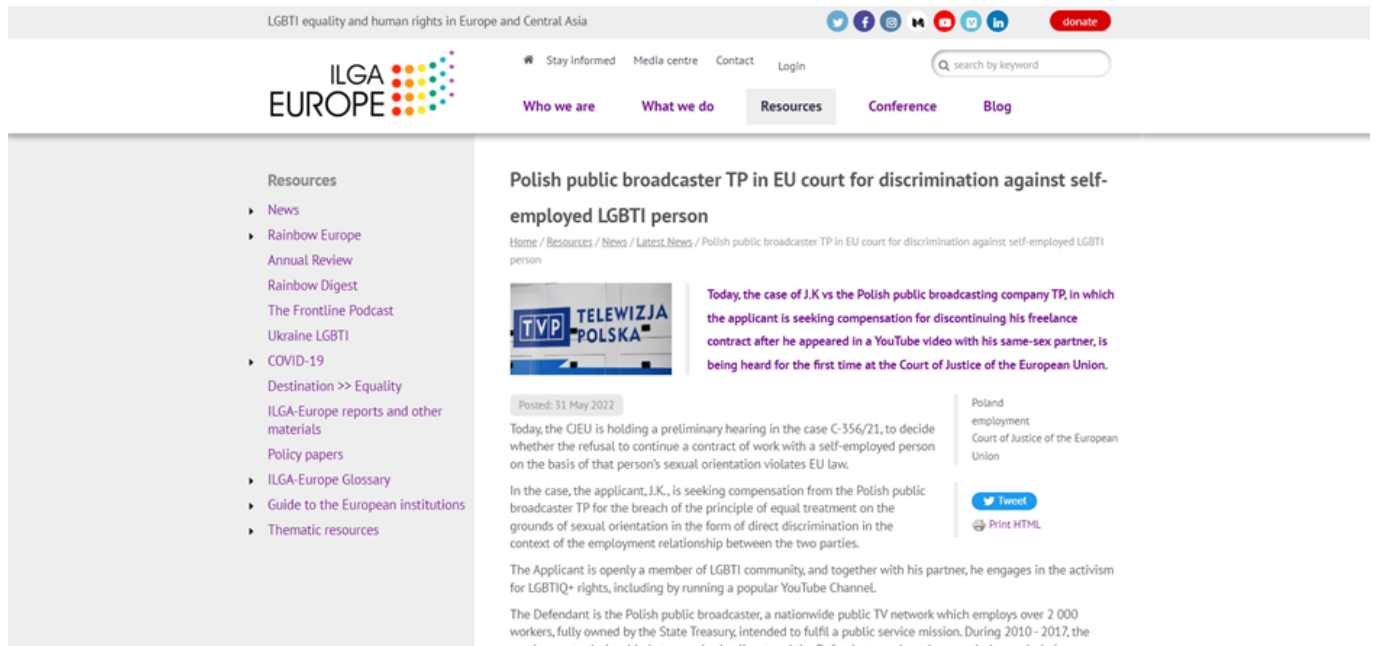 LGBTI equality and human rights in Europe and Central Asia
donate
ILGA
EUROPE
Stay informed Media centre Contact Login
search by keyword
Who we are What we do Resources Conference Blog
Resources
News
Rainbow Europe
Annual Review
Rainbow Digest
The Frontline Podcast
Ukraine LGBTI
COVID-19
Destination >> Equality
ILGA-Europe reports and other
materials
Policy papers
ILGA-Europe Glossary
Guide to the European institutions
Thematic resources
Polish public broadcaster TP in EU court for discrimination against self-
employed LGBTI person
Home / Resources / News / Latest News / Polish public broadcaster TP in EU court for discrimination against self-employed LGBTI
person
TVP TELEWIZJA
POLSKA
Today, the case of J.K vs the Polish public broadcasting company TP, in which
the applicant is seeking compensation for discontinuing his freelance
contract after he appeared in a YouTube video with his same-sex partner, is
being heard for the first time at the Court of Justice of the European Union.
Posted: 31 May 2022
Today, the CJEU is holding a preliminary hearing in the case C-356/21, to decide
whether the refusal to continue a contract of work with a self-employed person
on the basis of that person's sexual orientation violates EU law.
In the case, the applicant, J.K., is seeking compensation from the Polish public
broadcaster TP for the breach of the principle of equal treatment on the
grounds of sexual orientation in the form of direct discrimination in the
context of the employment relationship between the two parties.
Poland
employment
Court of Justice of the European
Union
Tweet
Print HTML
The Applicant is openly a member of LGBTI community, and together with his partner, he engages in the activism
for LGBTIQ+ rights, including by running a popular YouTube Channel.
The Defendant is the Polish public broadcaster, a nationwide public TV network which employs over 2 000
workers, fully owned by the State Treasury, intended to fulfil a public service mission. During 2010 - 2017, the